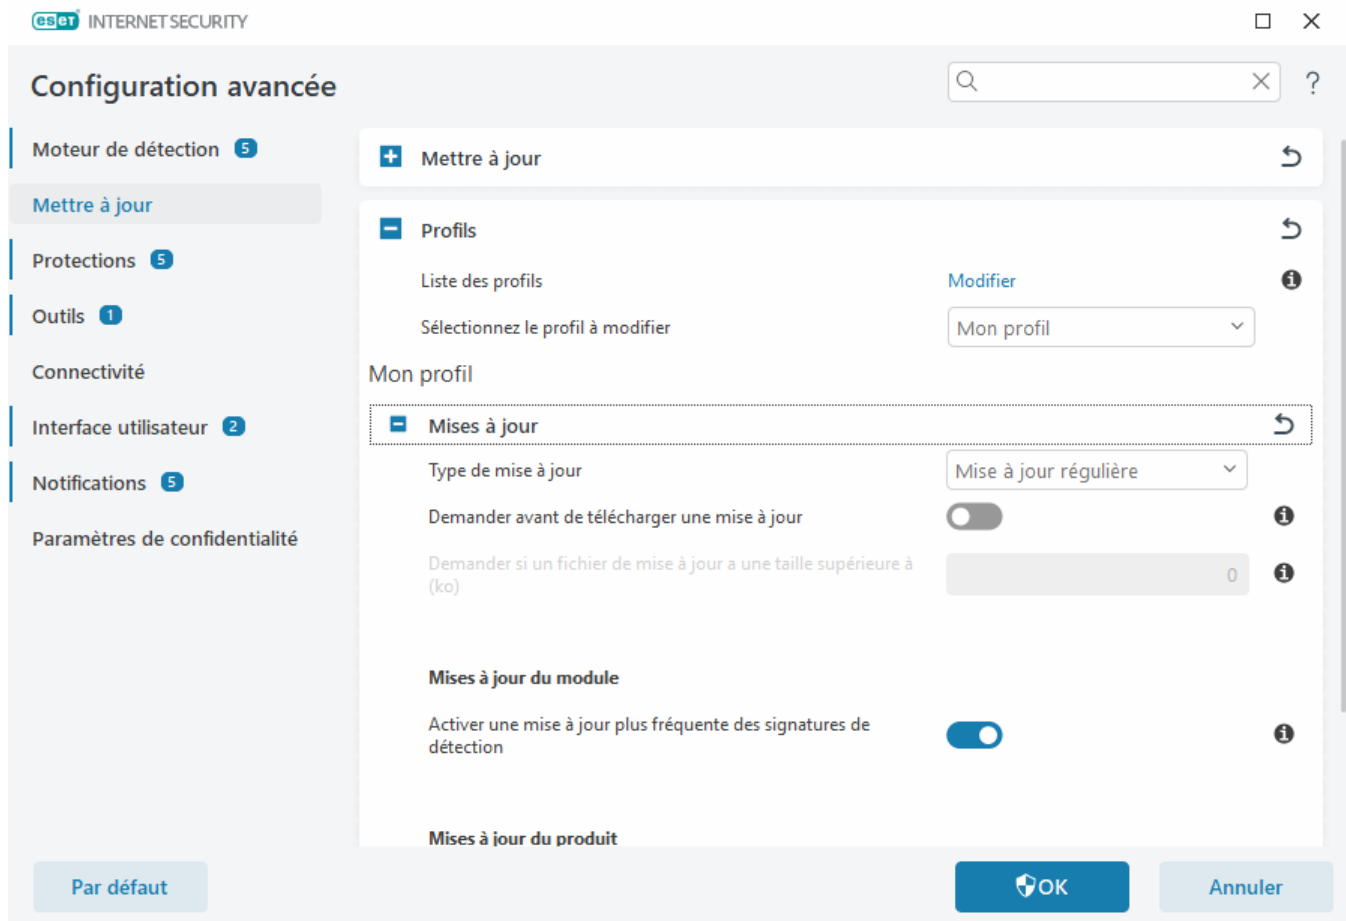 eset INTERNET SECURITY
Configuration avancée
?
Moteur de détection 5
Mettre à jour
Protections 5
Outils 1
Connectivité
Interface utilisateur 2
Notifications 5
Paramètres de confidentialité
Mettre à jour
Profils
Liste des profils Modifier
Sélectionnez le profil à modifier Mon profil
Mon profil
Mises à jour
Type de mise à jour Mise à jour régulière
Demander avant de télécharger une mise à jour
Demander si un fichier de mise à jour a une taille supérieure à
(ko) 0
Mises à jour du module
Activer une mise à jour plus fréquente des signatures de
détection
Mises à jour du produit
Par défaut OK Annuler